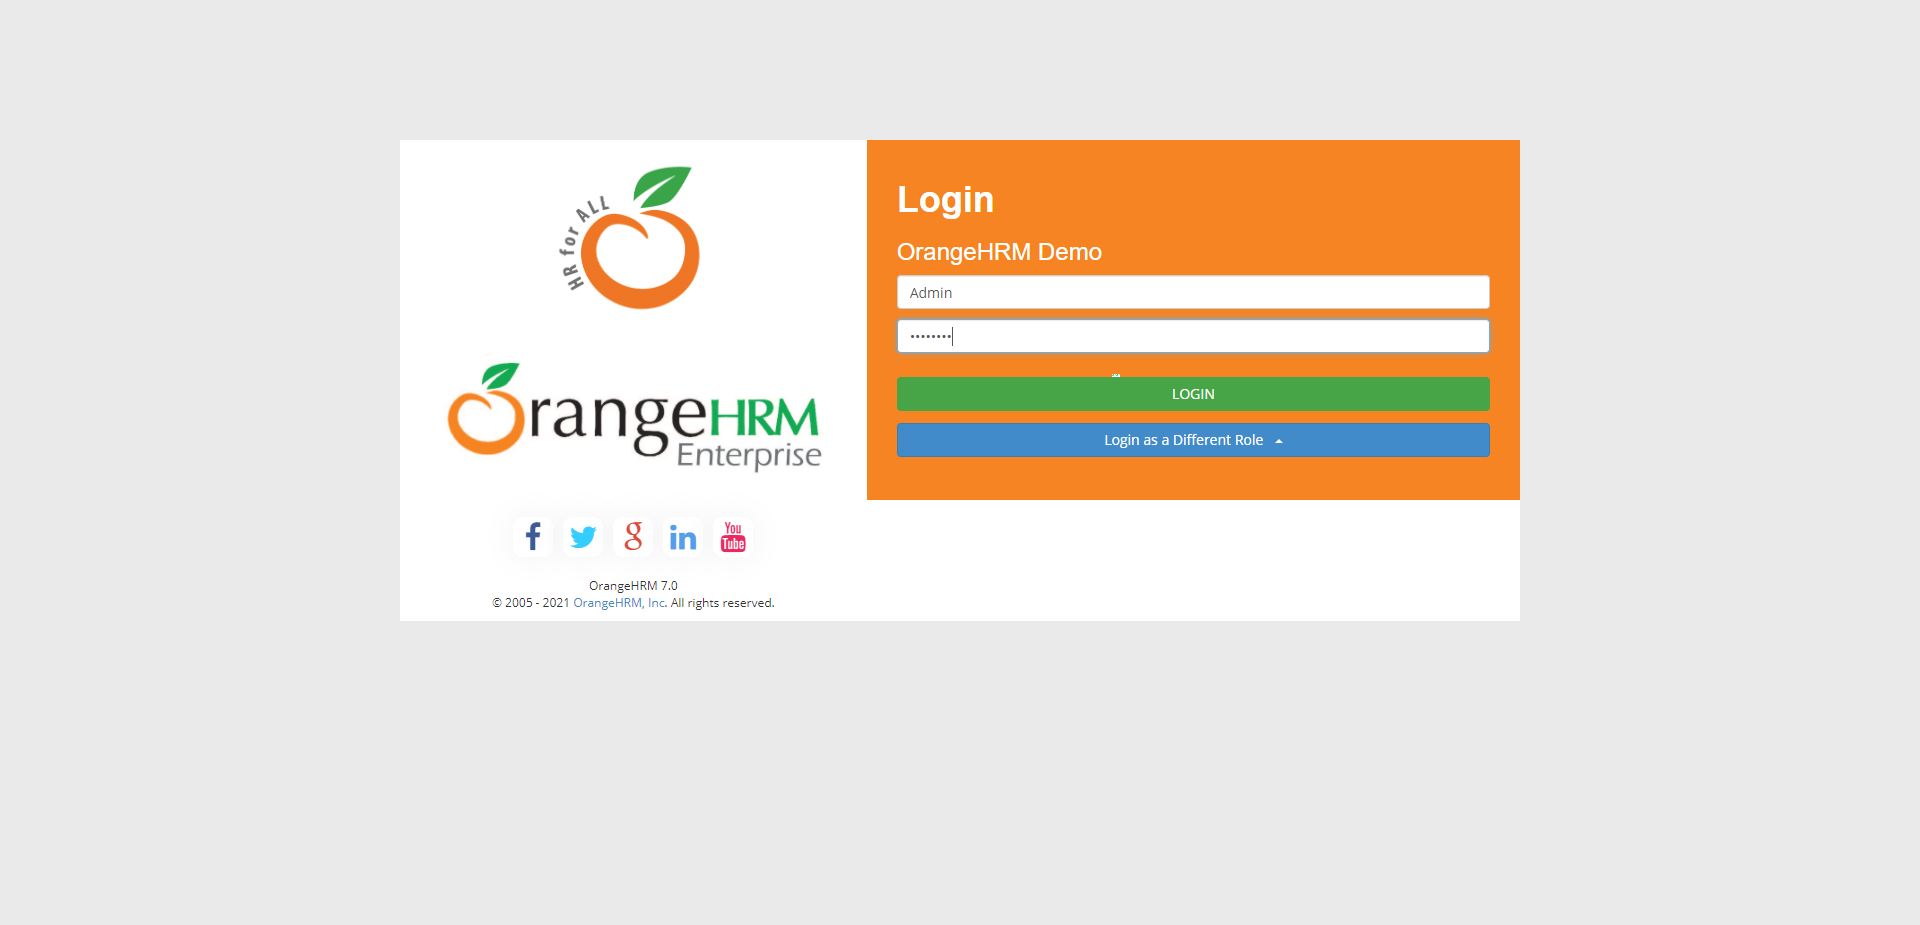 HR for ALL
OrangeHRM
Enterprise
You
Tube
OrangeHRM 7.0
© 2005 - 2021 OrangeHRM, Inc. All rights reserved.
Login
OrangeHRM Demo
Admin
••••••••
LOGIN
Login as a Different Role